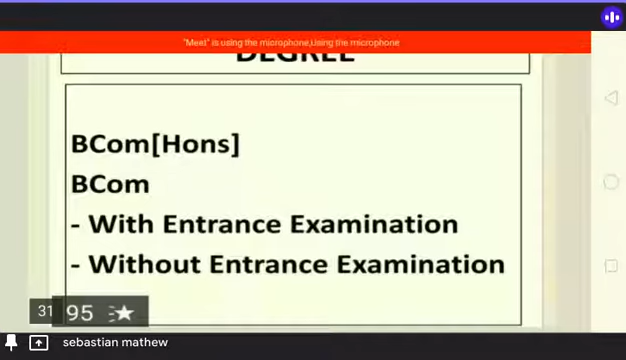 "Meet" is using the microphone,Using the microphone
DEGREE
BCom[Hons]
BCom
- With Entrance Examination
- Without Entrance Examination
31 95
sebastian mathew